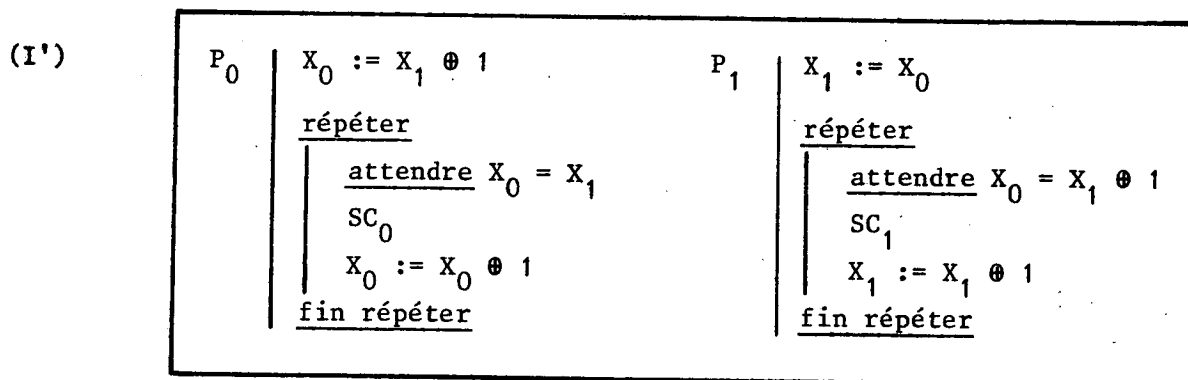 (I')
P₀ X₀ := X₁ ⊕ 1
répéter
attendre X₀ = X₁
SC₀
X₀ := X₀ ⊕ 1
fin répéter
P₁ X₁ := X₀
répéter
attendre X₀ = X₁ ⊕ 1
SC₁
X₁ := X₁ ⊕ 1
fin répéter